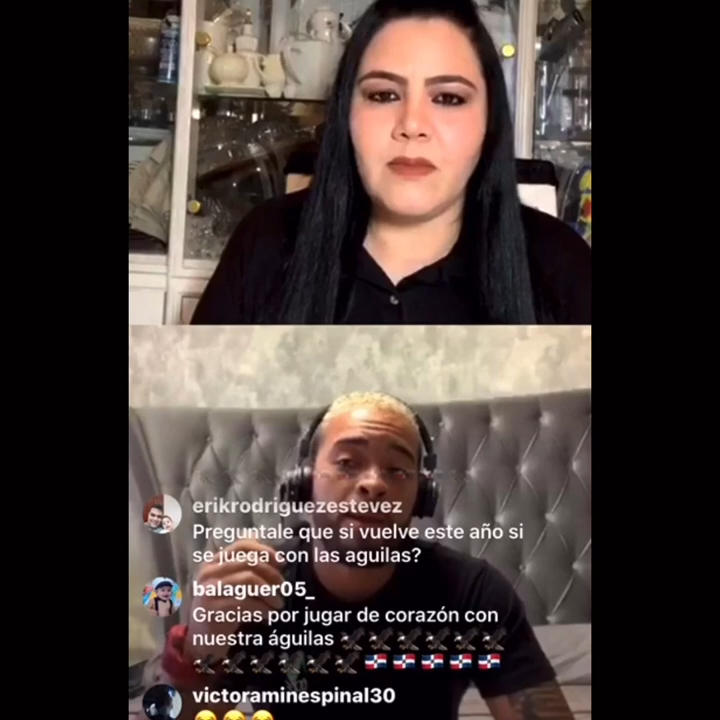 erikrodriguezestevez
Preguntale que si vuelve este año si
se juega con las aguilas?
balaguer05_
Gracias por jugar de corazón con
nuestra águilas 🦅🦅🦅🦅🦅🦅
🦅🦅🦅🦅🦅🦅🇩🇴🇩🇴🇩🇴🇩🇴🇩🇴
victoraminespinal30
😂😂😂